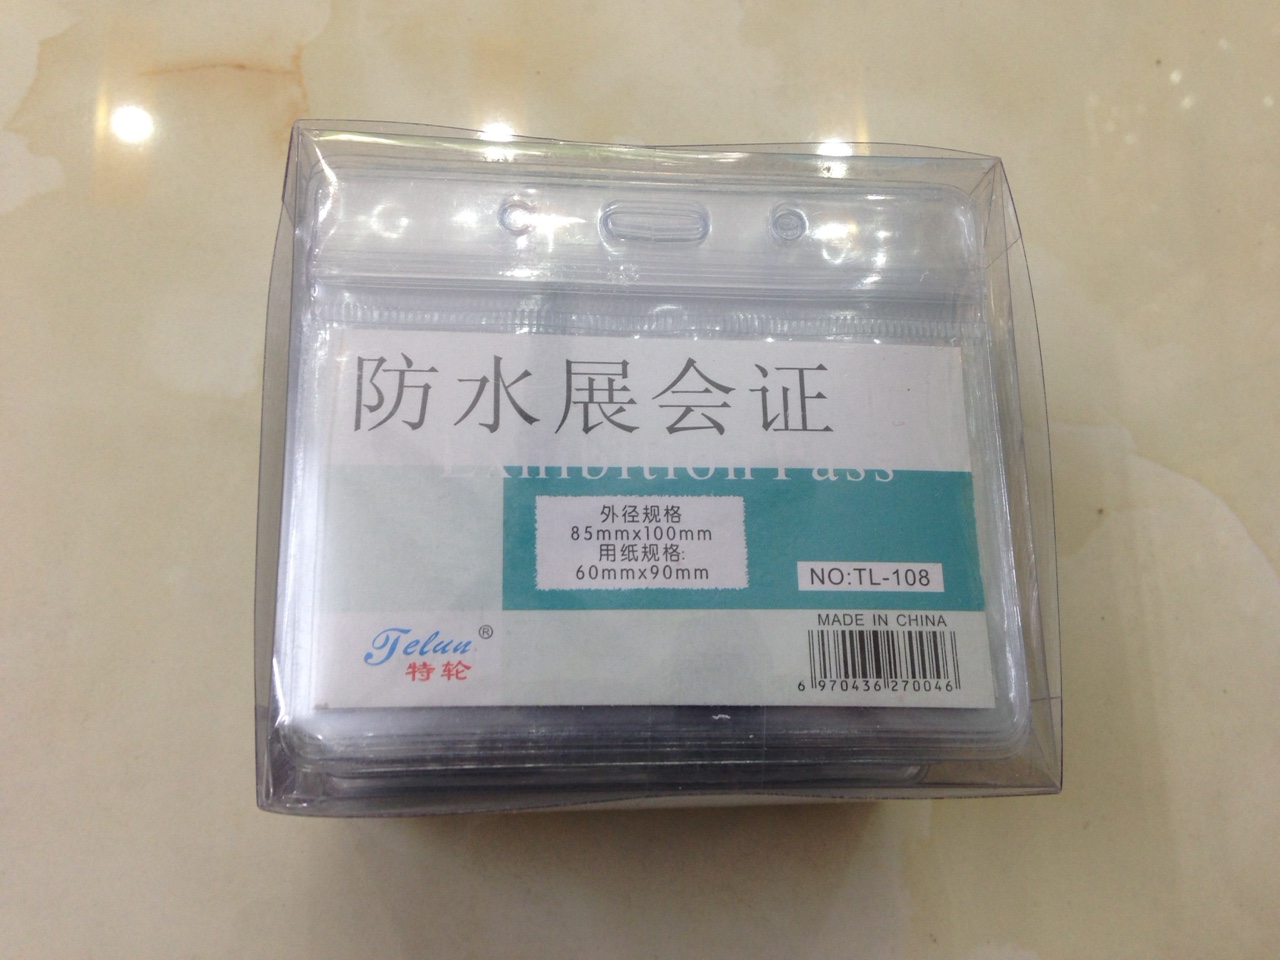 防水展会证
Exhibition Pass
外径规格
85mmx100mm
用纸规格:
60mmx90mm
NO:TL-108
MADE IN CHINA
Telun®
特轮
6 970436 270046